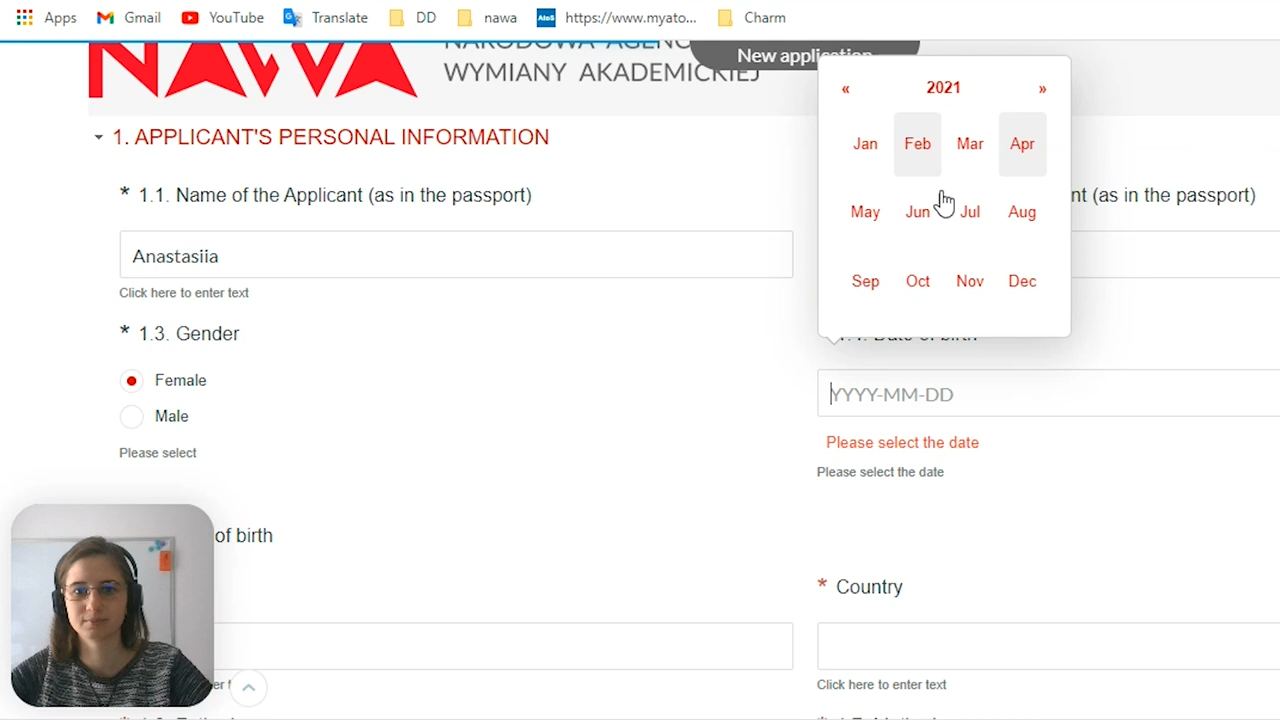 Apps Gmail YouTube Translate DD nawa https://www.myato... Charm
NAWA
WYMIANY AKADEMICKIEJ
New application
« 2021 »
Jan Feb Mar Apr
May Jun Jul Aug
Sep Oct Nov Dec
1. APPLICANT'S PERSONAL INFORMATION
* 1.1. Name of the Applicant (as in the passport)
nt (as in the passport)
Anastasiia
Click here to enter text
* 1.3. Gender
Female
Male
Please select
Date of birth
YYYY-MM-DD
Please select the date
Please select the date
of birth
* Country
Click here to enter text